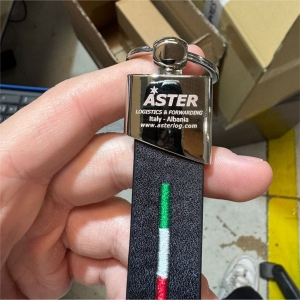 ASTER
LOGISTICS & FORWARDING
Italy - Albania
www.asterlog.com